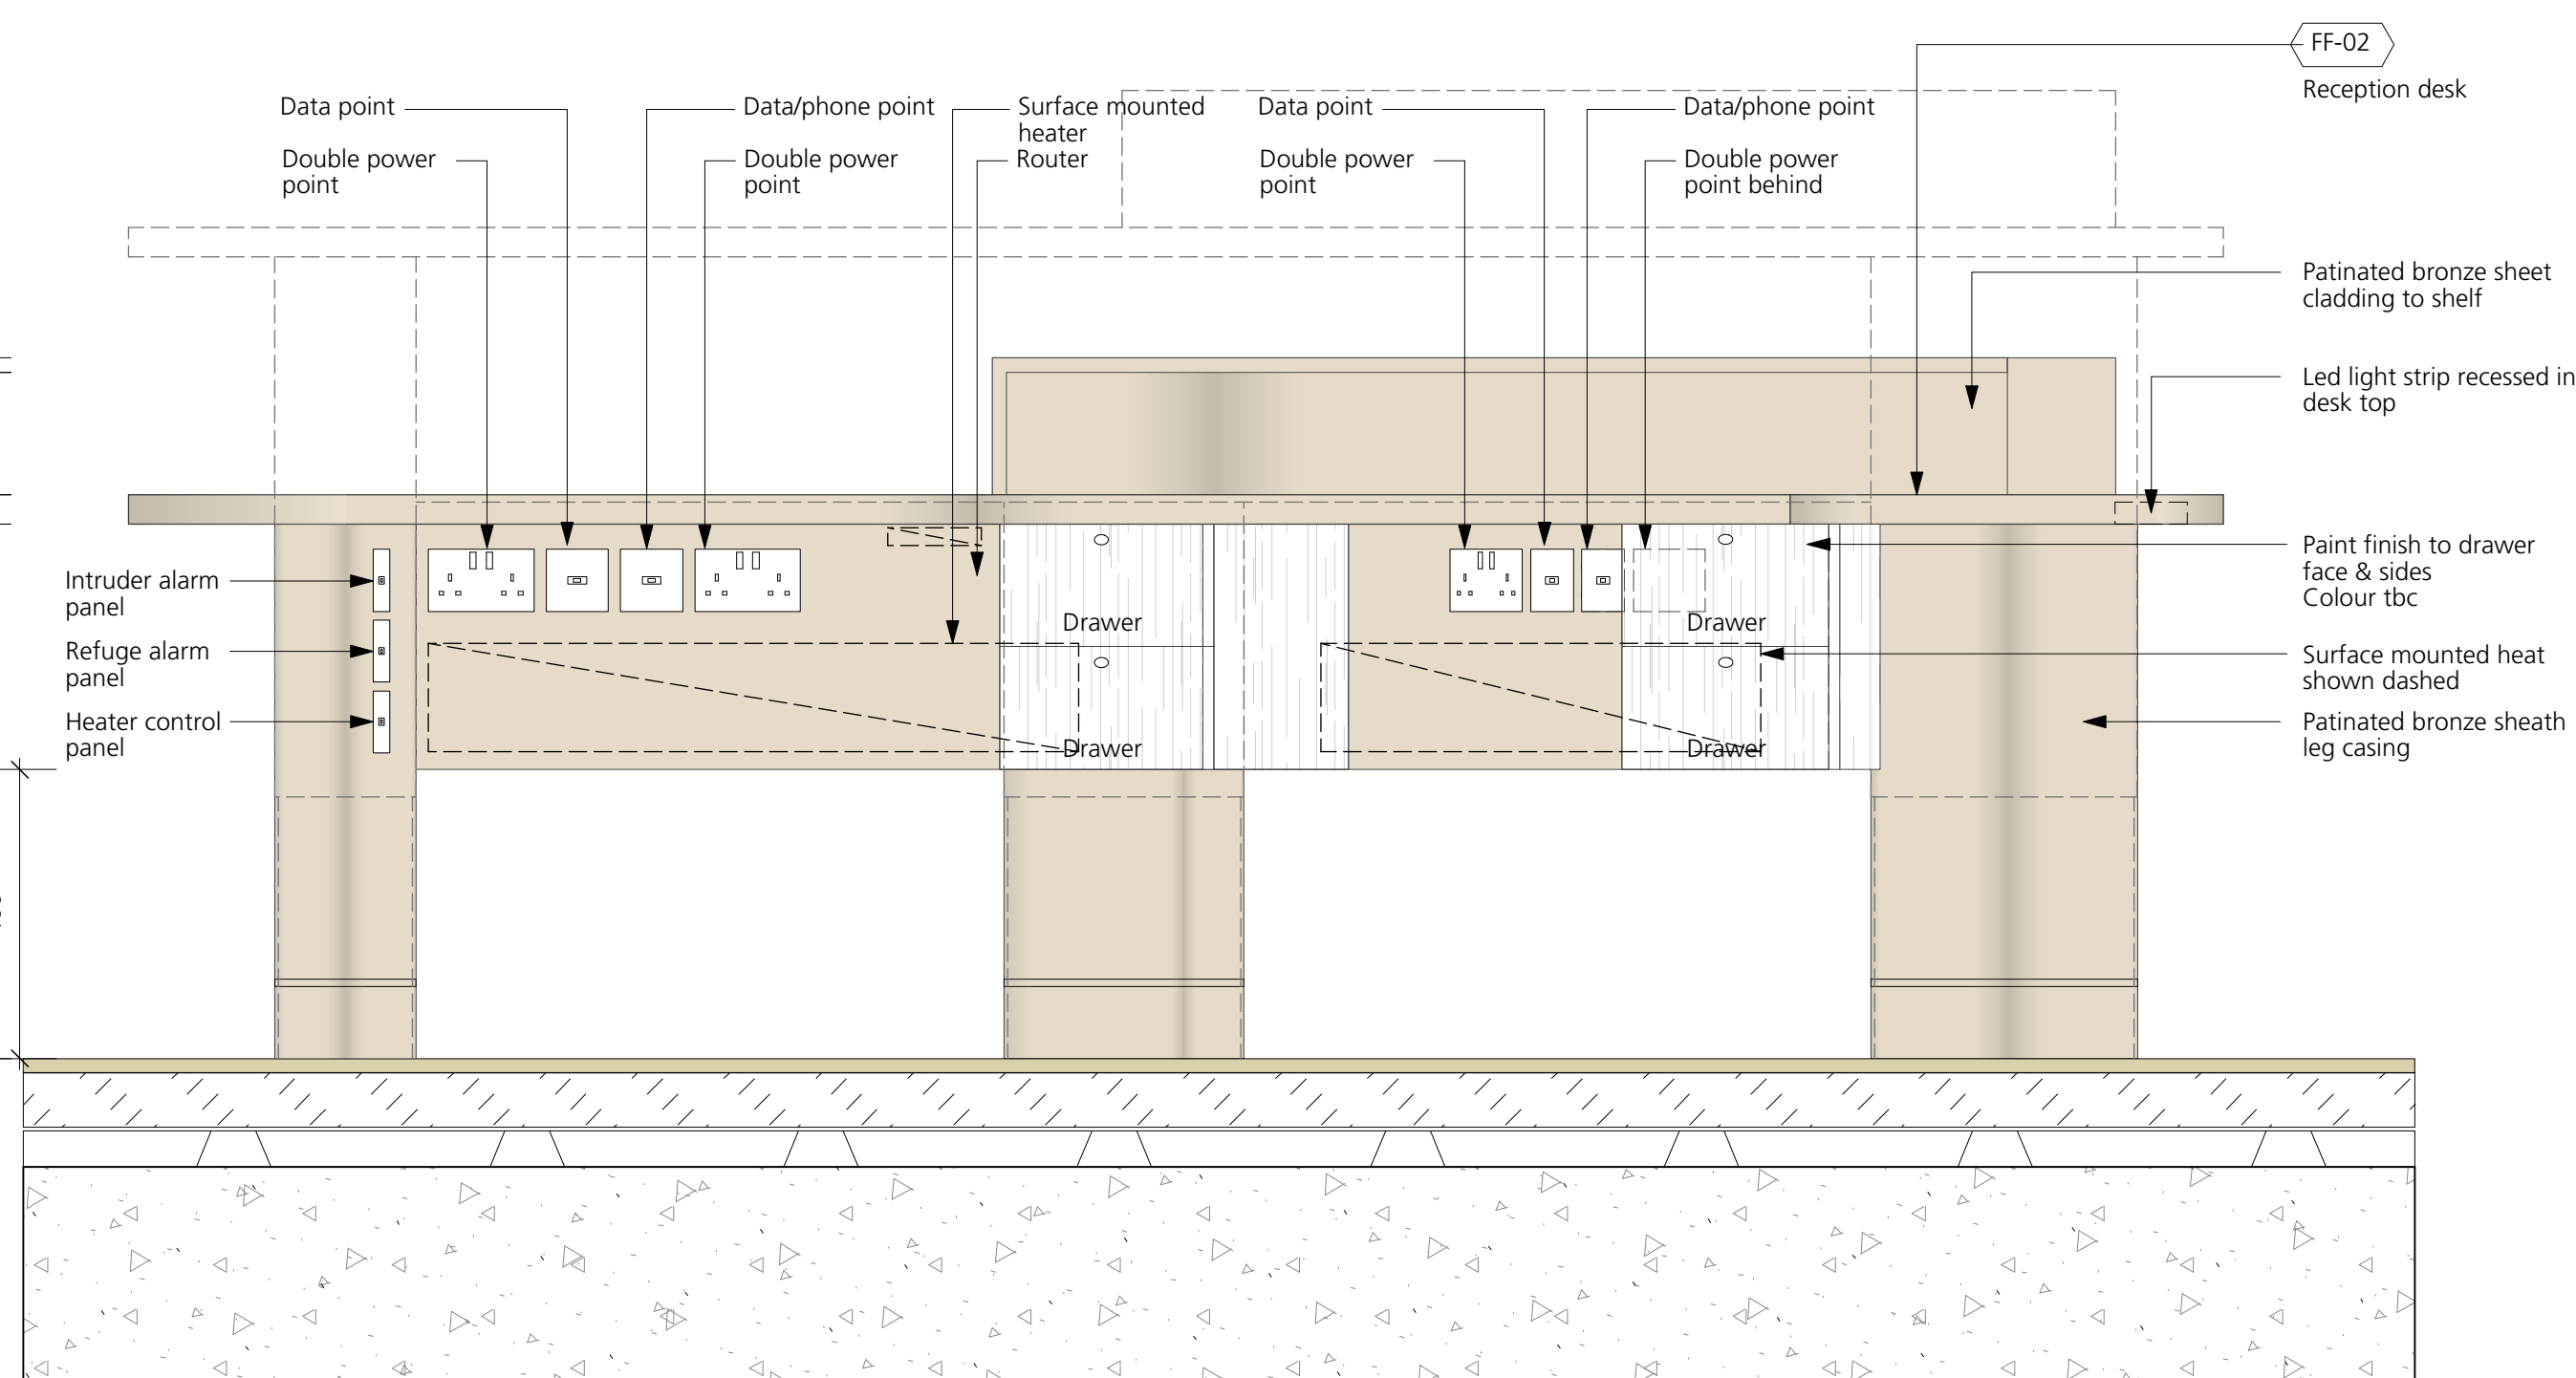 FF-02
Reception desk
Data point
Data/phone point
Surface mounted
heater
Data point
Data/phone point
Double power
point
Double power
point
Router
Double power
point
Double power
point behind
Patinated bronze sheet
cladding to shelf
Led light strip recessed in
desk top
Paint finish to drawer
face & sides
Colour tbc
Intruder alarm
panel
Drawer
Drawer
Refuge alarm
panel
Surface mounted heat
shown dashed
Heater control
panel
Drawer
Drawer
Patinated bronze sheath
leg casing